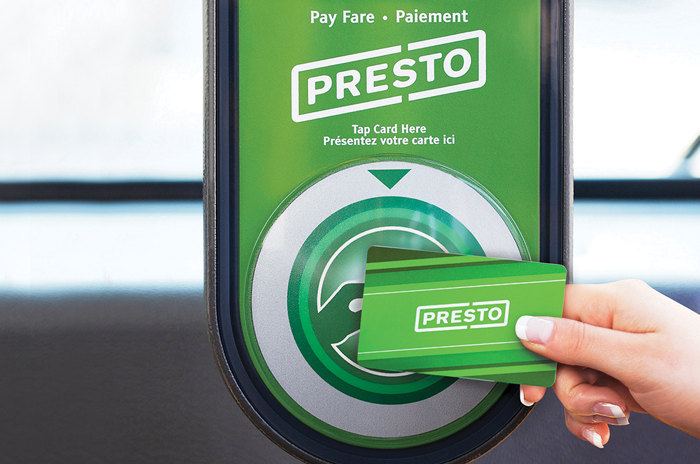 Pay Fare • Paiement
PRESTO
Tap Card Here
Présentez votre carte ici
PRESTO